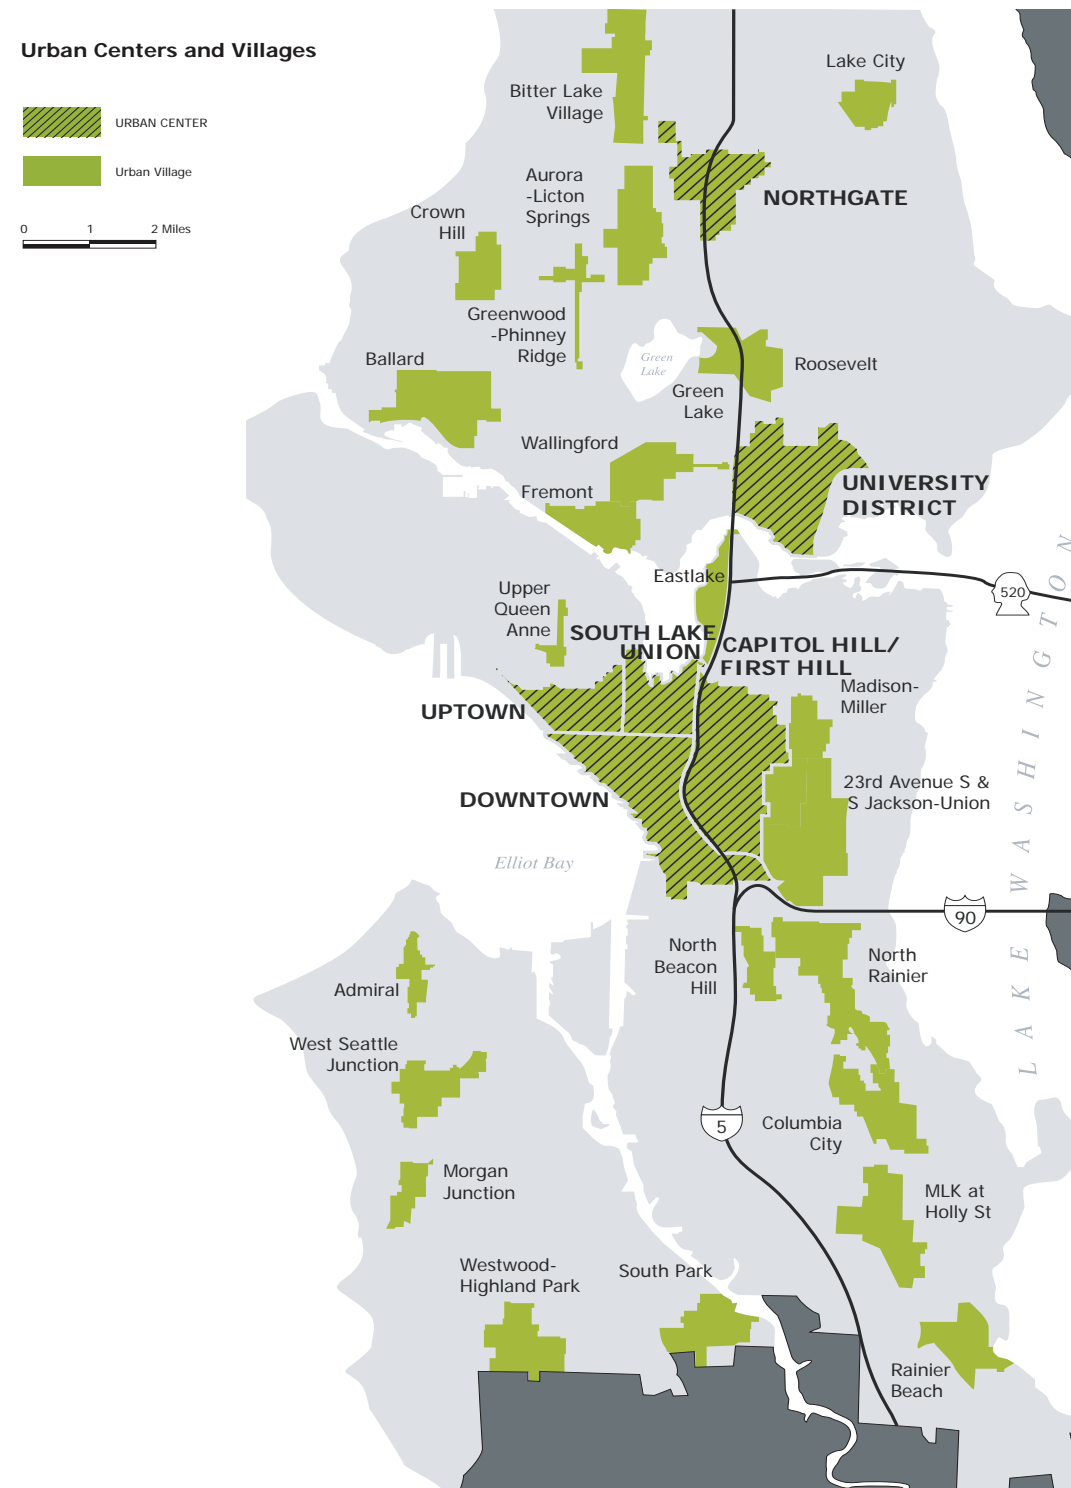 Urban Centers and Villages
URBAN CENTER
Urban Village
0 1 2 Miles
Bitter Lake
Village
Lake City
Aurora
-Licton
Springs
NORTHGATE
Crown
Hill
Greenwood
-Phinney
Ridge
Ballard
Green
Lake
Roosevelt
Green
Lake
Wallingford
Fremont
UNIVERSITY
DISTRICT
Eastlake
520
Upper
Queen
Anne
SOUTH LAKE
UNION
CAPITOL HILL/
FIRST HILL
Madison-
Miller
UPTOWN
23rd Avenue S &
S Jackson-Union
DOWNTOWN
Elliot Bay
LAKE WASHINGTON
90
North
Beacon
Hill
North
Rainier
Admiral
West Seattle
Junction
5
Columbia
City
Morgan
Junction
MLK at
Holly St
Westwood-
Highland Park
South Park
Rainier
Beach